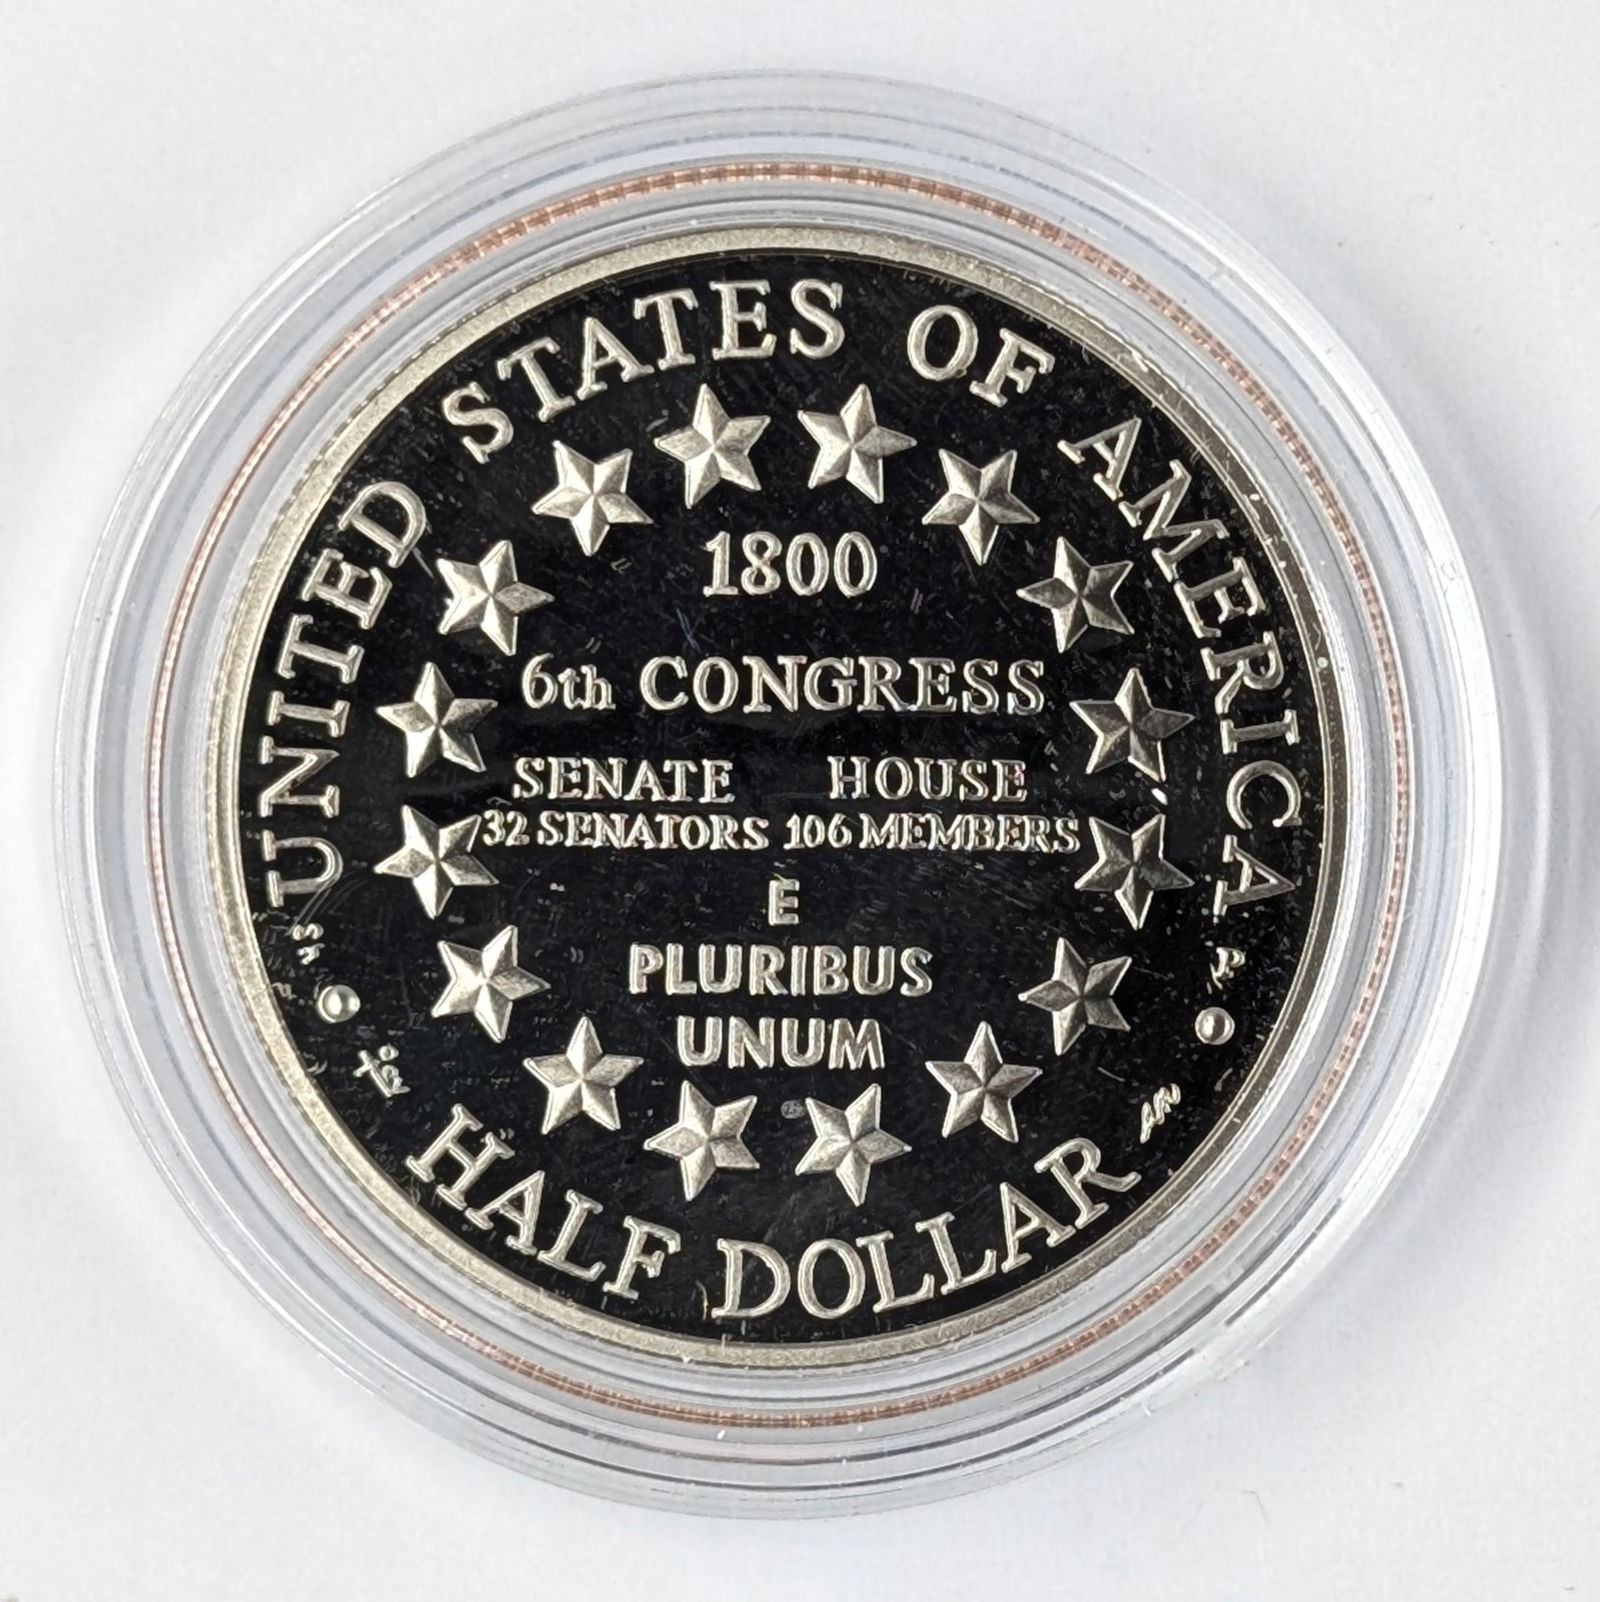 UNITED STATES OF AMERICA
1800
6th CONGRESS
SENATE HOUSE
32 SENATORS 106 MEMBERS
E
PLURIBUS
UNUM
HALF DOLLAR